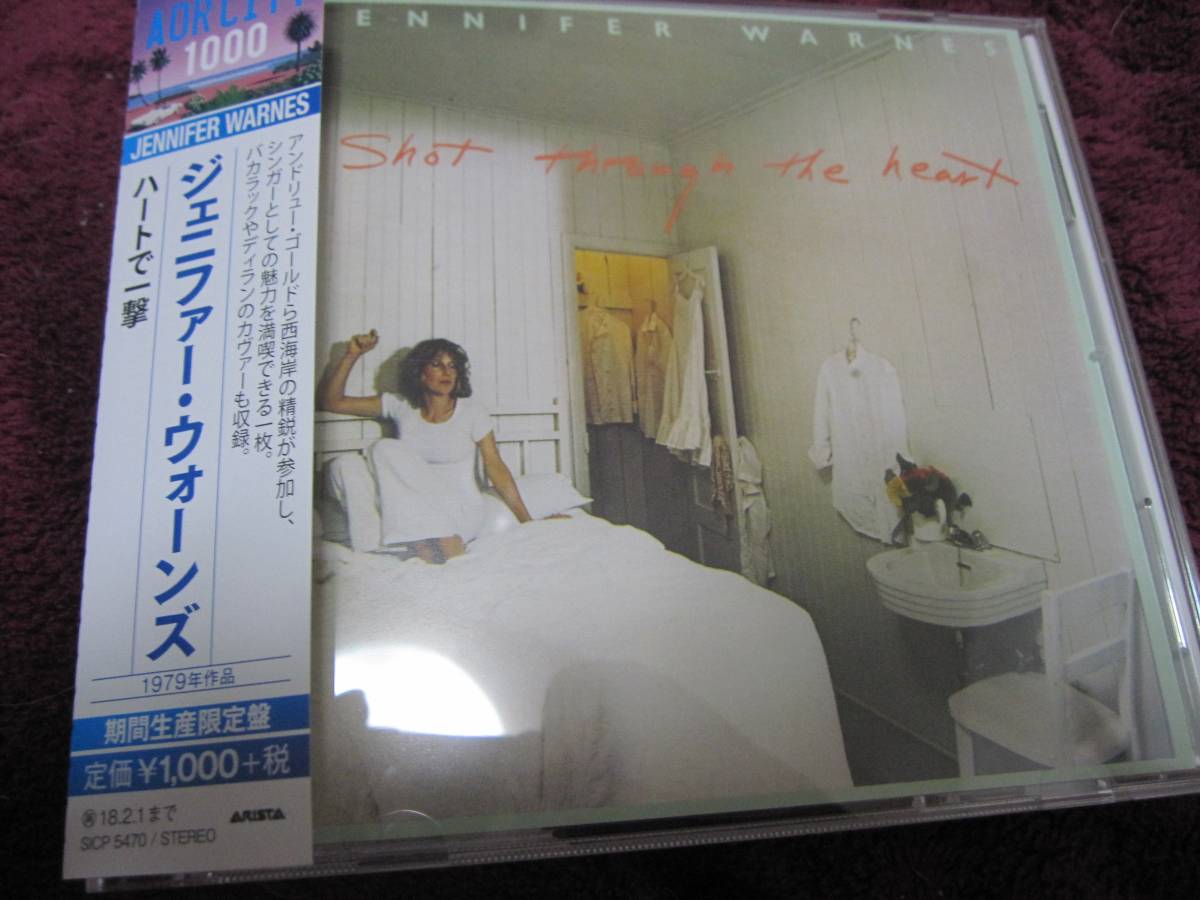 AOR CITY
1000
JENNIFER WARNES
ジェニファー・ウォーンズ
ハートで一撃
アンドリュー・ゴールドら西海岸の精鋭が参加し、
シンガーとしての魅力を満喫できる一枚。
バカラックやディランのカヴァーも収録。
1979年作品
期間生産限定盤
定価¥1,000+税
18.2.1まで
ARISTA
SICP 5470 / STEREO
ENNIFER WARNES
Shot through the heart